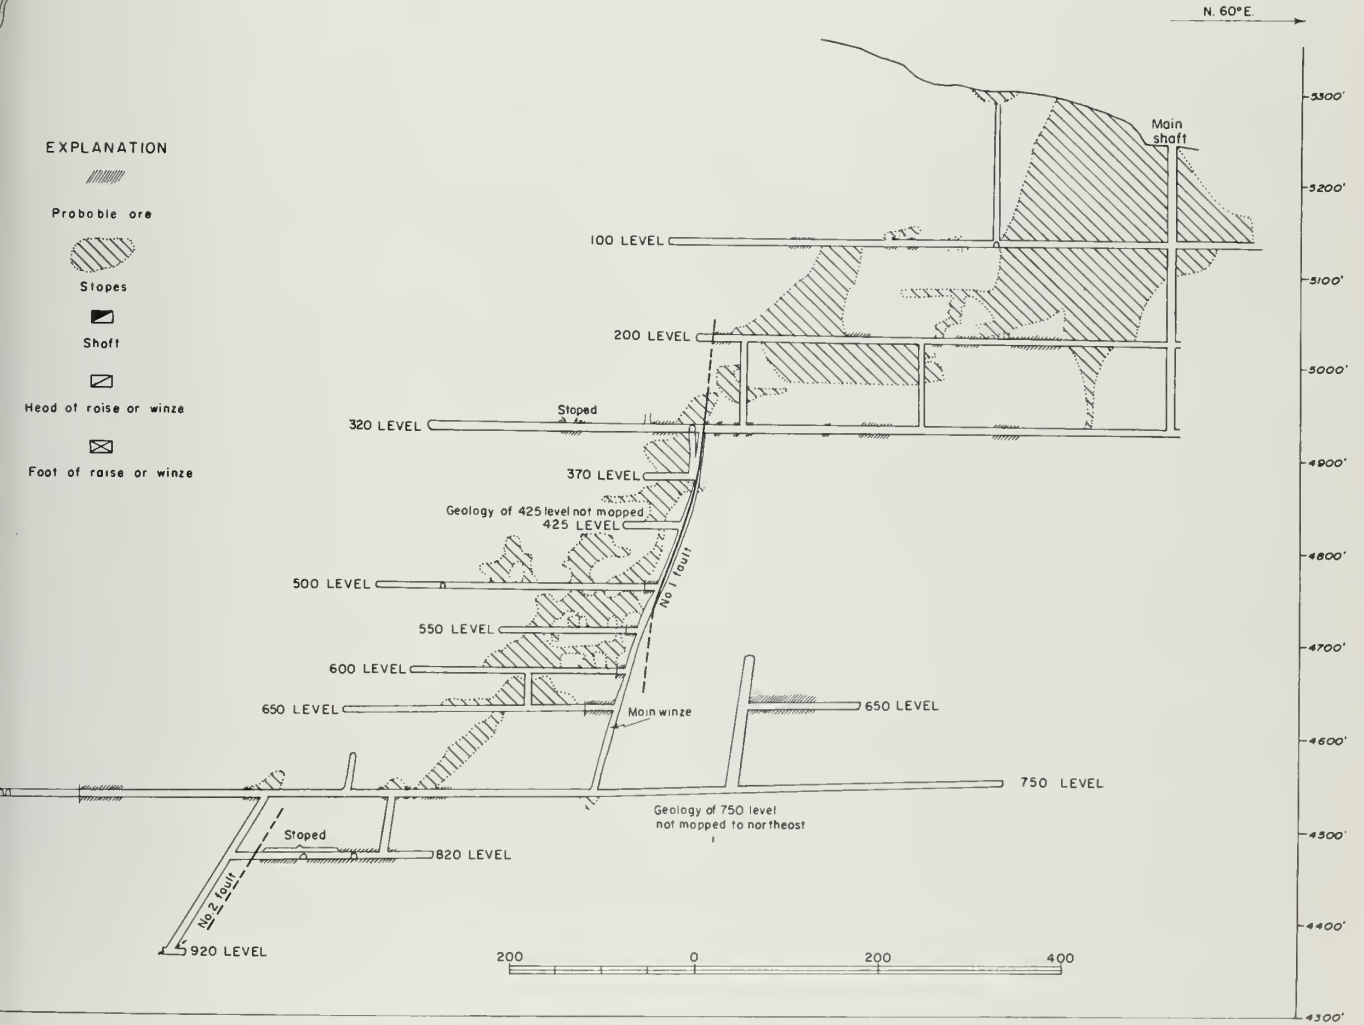 N. 60° E.
5300'
Main
shaft
EXPLANATION
5200'
Probable ore
100 LEVEL
5100'
Stopes
Shaft
200 LEVEL
5000'
Head of raise or winze
Stoped
320 LEVEL
Foot of raise or winze
4900'
370 LEVEL
Geology of 425 level not mapped
425 LEVEL
4800'
No. 1 fault
500 LEVEL
550 LEVEL
4700'
600 LEVEL
650 LEVEL
Main winze
650 LEVEL
4600'
750 LEVEL
Geology of 750 level
not mapped to northeast
4500'
Stoped
820 LEVEL
No. 2 fault
4400'
920 LEVEL
200 0 200 400
4300'